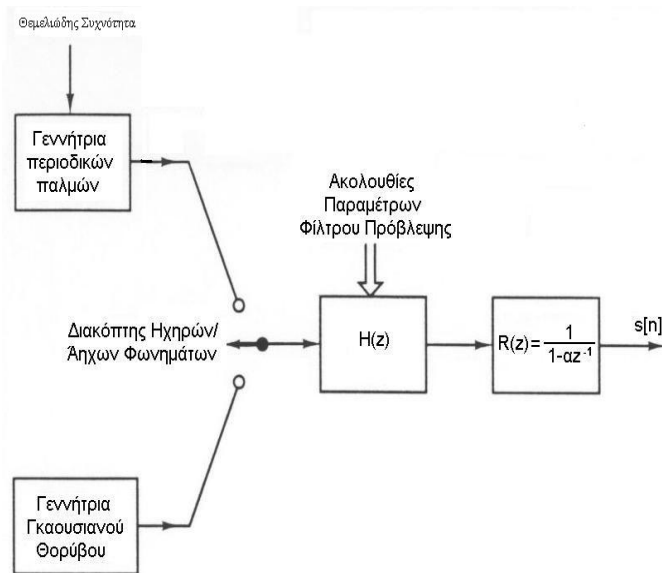 Θεμελιώδης Συχνότητα
Γεννήτρια
περιοδικών
παλμών
Ακολουθίες
Παραμέτρων
Φίλτρου Πρόβλεψης
Διακόπτης Ηχηρών/
Άηχων Φωνημάτων
H(z)
R(z) = 1/(1-αz⁻¹)
s[n]
Γεννήτρια
Γκαουσιανού
Θορύβου